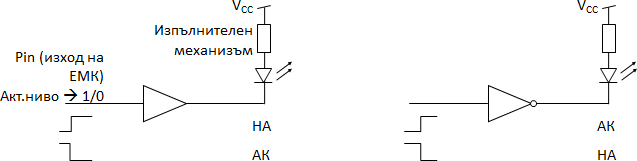 Vcc
Изпълнителен
механизъм
Pin (изход на
ЕМК)
Акт.ниво → 1/0
НА
АК
Vcc
АК
НА